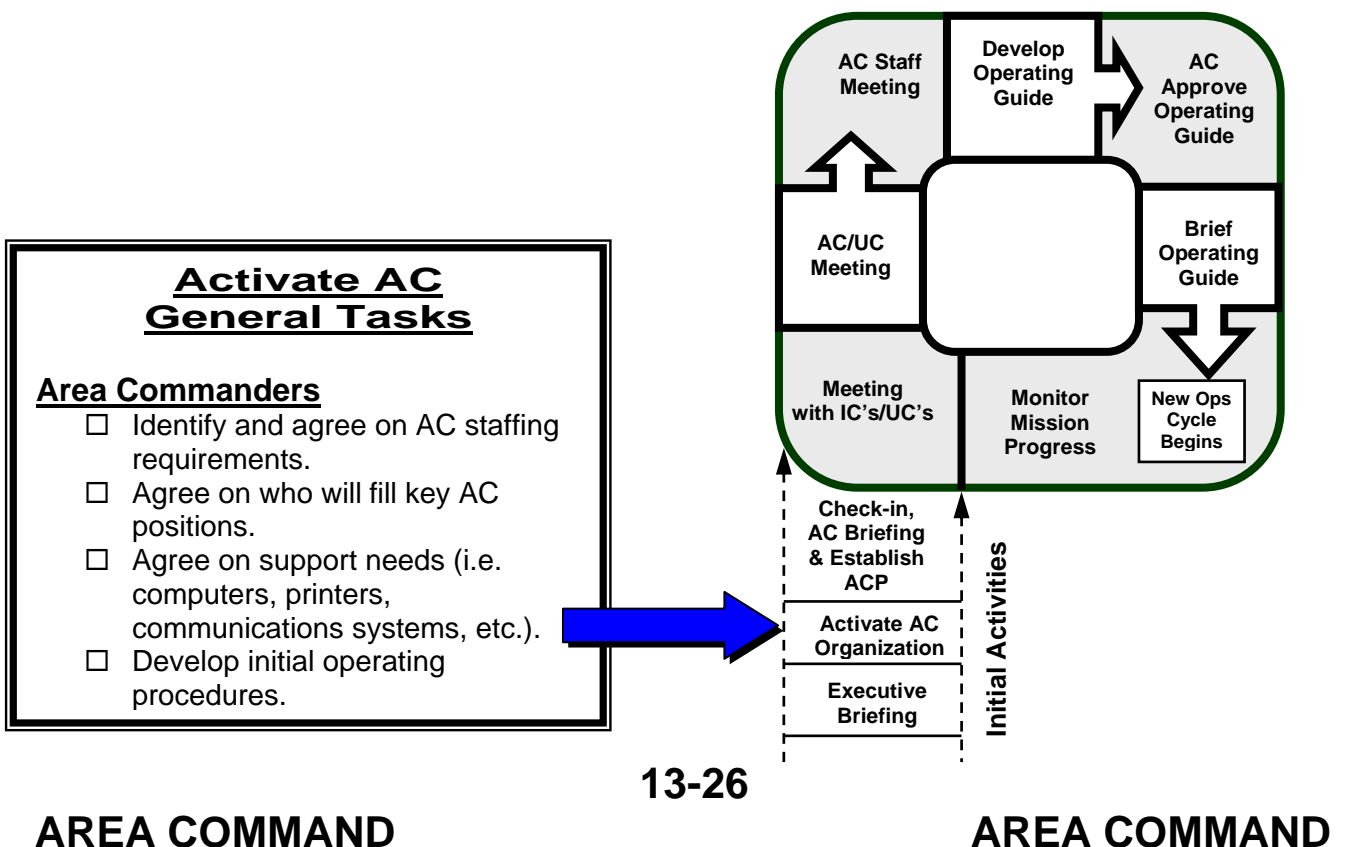 Activate AC
General Tasks
Area Commanders
☐ Identify and agree on AC staffing
requirements.
☐ Agree on who will fill key AC
positions.
☐ Agree on support needs (i.e.
computers, printers,
communications systems, etc.).
☐ Develop initial operating
procedures.
AC Staff
Meeting
Develop
Operating
Guide
AC
Approve
Operating
Guide
AC/UC
Meeting
Brief
Operating
Guide
Meeting
with IC's/UC's
Monitor
Mission
Progress
New Ops
Cycle
Begins
Check-in,
AC Briefing
& Establish
ACP
Activate AC
Organization
Executive
Briefing
Initial Activities
13-26
AREA COMMAND
AREA COMMAND